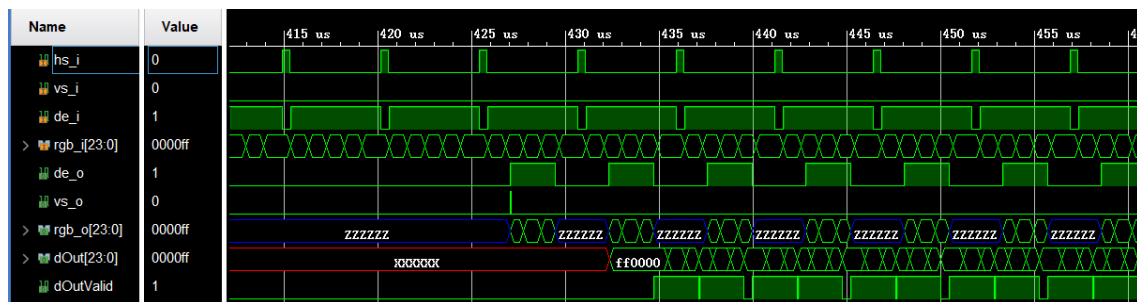 Name Value
415 us 420 us 425 us 430 us 435 us 440 us 445 us 450 us 455 us
hs_i 0
vs_i 0
de_i 1
rgb_i[23:0] 0000ff
de_o 1
vs_o 0
rgb_o[23:0] 0000ff zzzzzz zzzzzz zzzzzz zzzzzz zzzzzz zzzzzz zzzzzz
dOut[23:0] 0000ff XXXXXX ff0000
dOutValid 1